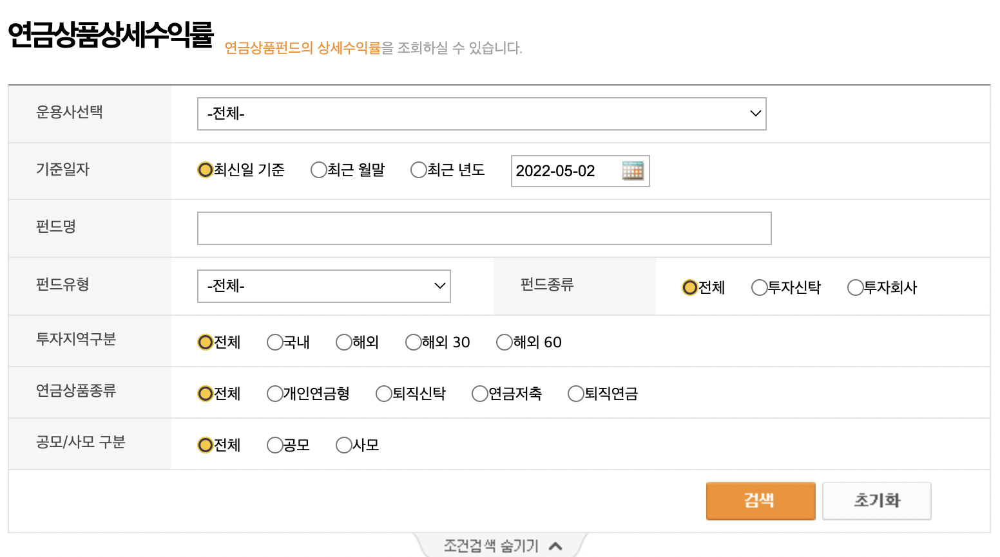 연금상품상세수익률 연금상품펀드의 상세수익률을 조회하실 수 있습니다.
운용사선택 -전체-
기준일자 최신일 기준 최근 월말 최근 년도 2022-05-02
펀드명
펀드유형 -전체- 펀드종류 전체 투자신탁 투자회사
투자지역구분 전체 국내 해외 해외 30 해외 60
연금상품종류 전체 개인연금형 퇴직신탁 연금저축 퇴직연금
공모/사모 구분 전체 공모 사모
검색 초기화
조건검색 숨기기